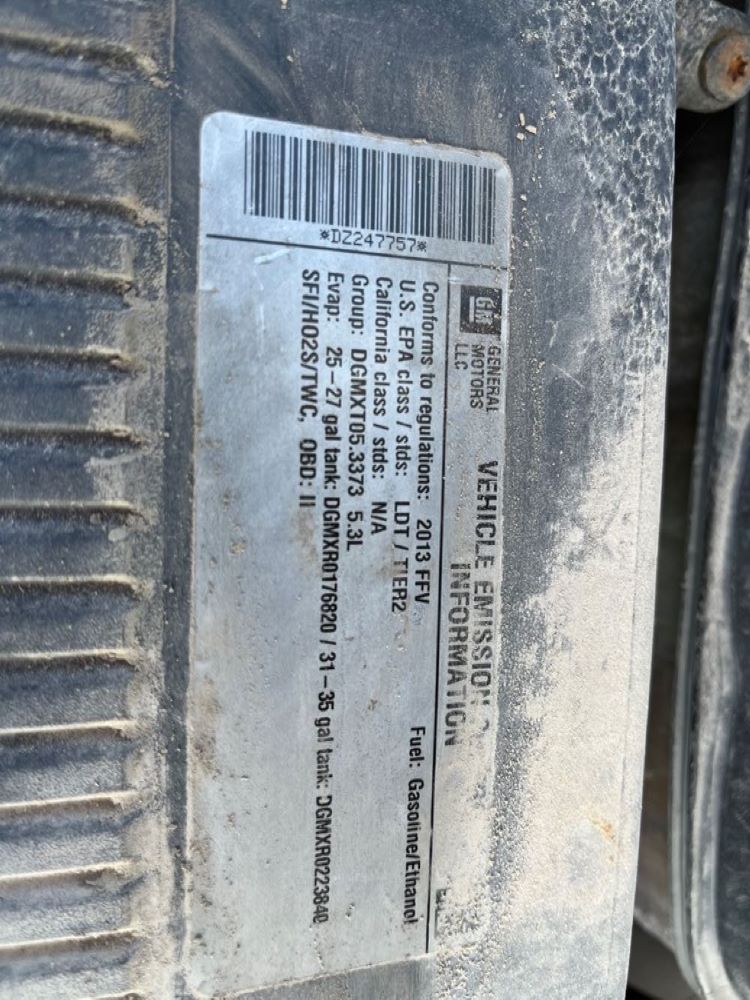 *DZ247757*
GM
GENERAL
MOTORS
LLC
VEHICLE EMISSION
INFORMATION
Conforms to regulations: 2013 FFV
Fuel: Gasoline/Ethanol
U.S. EPA class / stds: LDT / TIER2
California class / stds: N/A
Group: DGMXT05.3373 5.3L
Evap: 25-27 gal tank: DGMXR0176820 / 31-35 gal tank: DGMXR0223840
SFI/HO2S/TWC, OBD: II